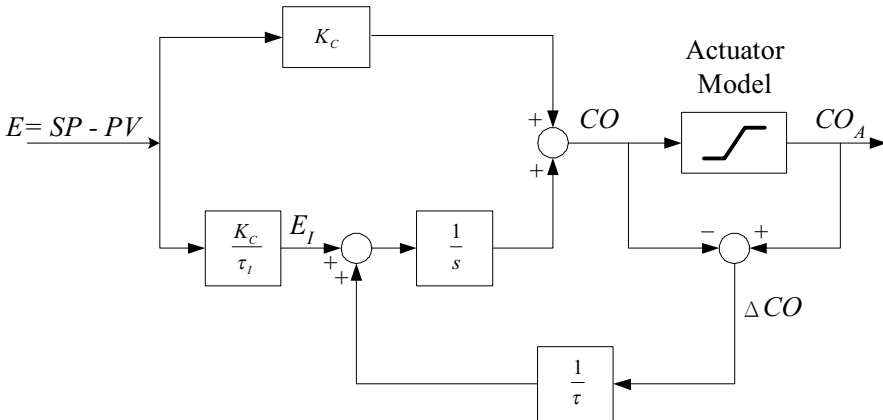 K_C
Actuator
Model
E = SP - PV
+
CO
CO_A
+
K_C
τ_I
E_I
+
+
1
s
−
+
ΔCO
1
τ